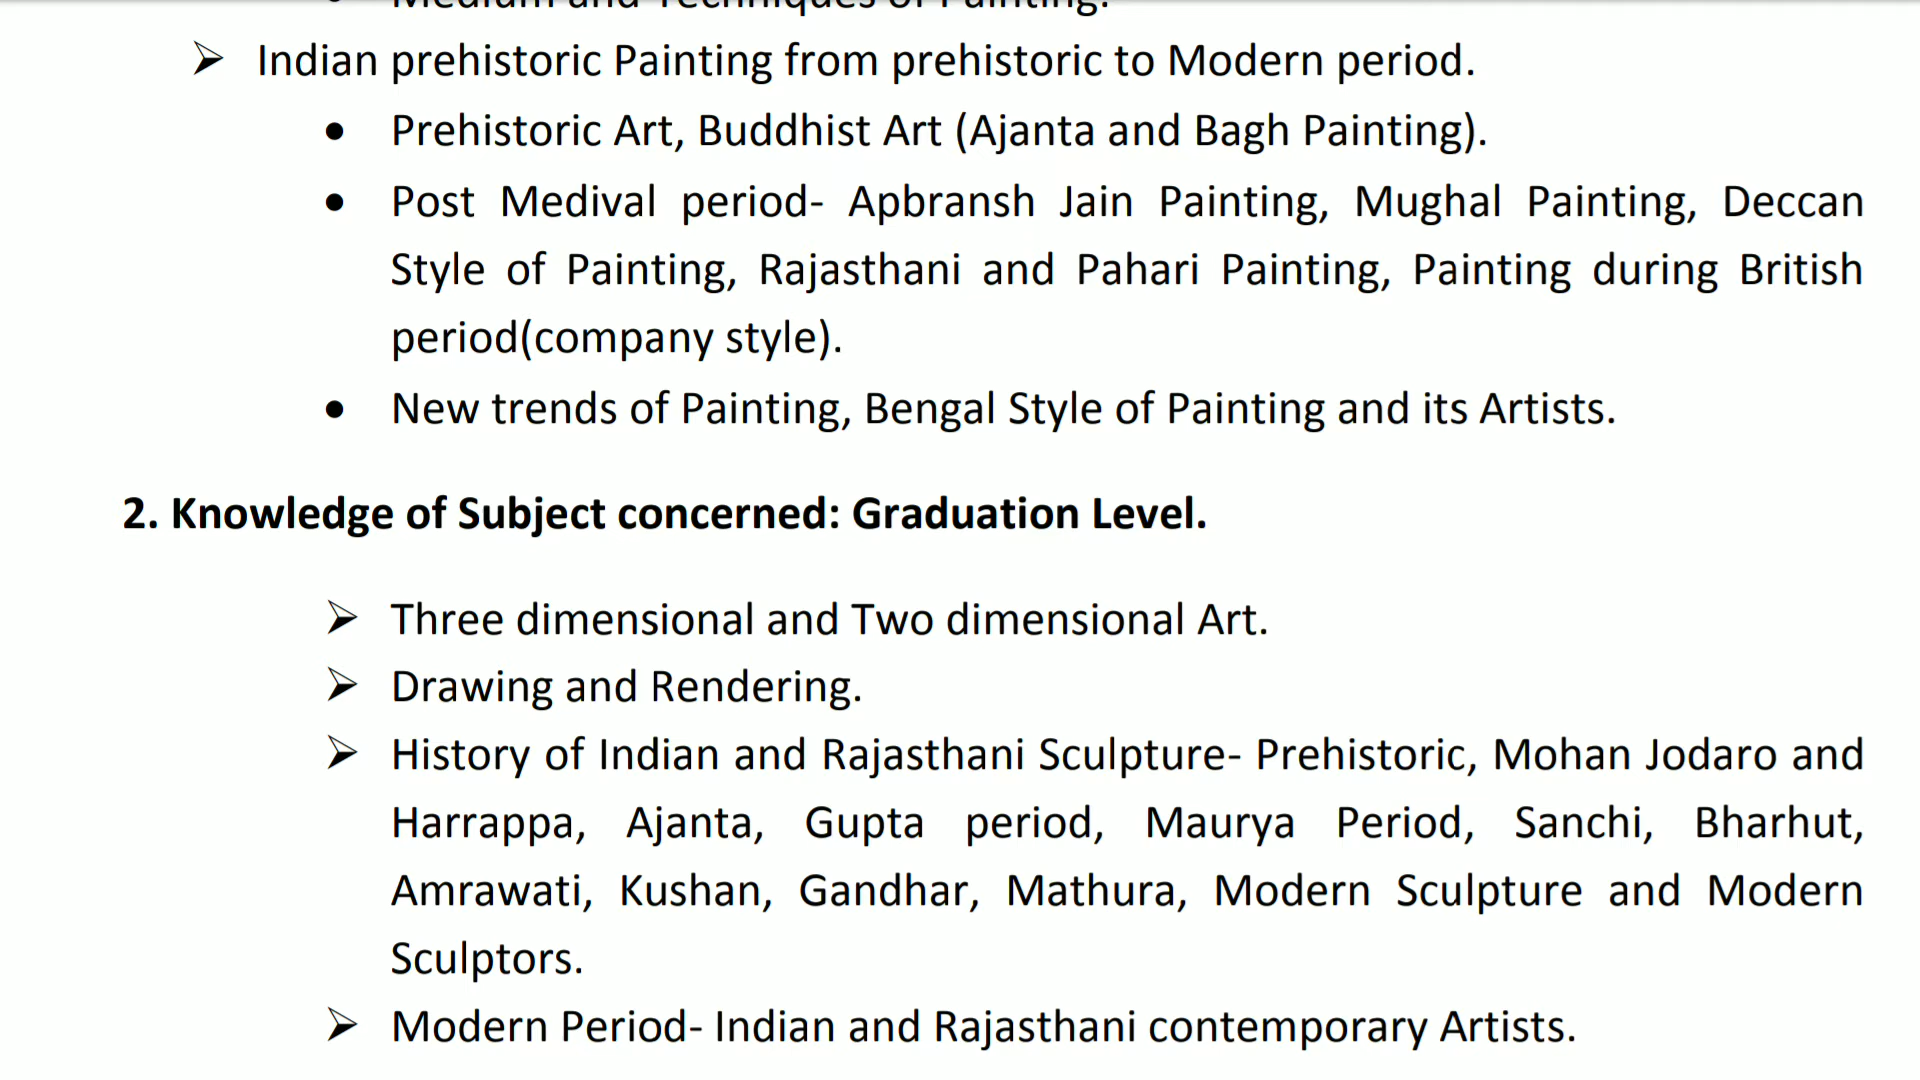 • Medium and Techniques of Painting.
➢ Indian prehistoric Painting from prehistoric to Modern period.
• Prehistoric Art, Buddhist Art (Ajanta and Bagh Painting).
• Post Medival period- Apbransh Jain Painting, Mughal Painting, Deccan
Style of Painting, Rajasthani and Pahari Painting, Painting during British
period(company style).
• New trends of Painting, Bengal Style of Painting and its Artists.
2. Knowledge of Subject concerned: Graduation Level.
➢ Three dimensional and Two dimensional Art.
➢ Drawing and Rendering.
➢ History of Indian and Rajasthani Sculpture- Prehistoric, Mohan Jodaro and
Harrappa, Ajanta, Gupta period, Maurya Period, Sanchi, Bharhut,
Amrawati, Kushan, Gandhar, Mathura, Modern Sculpture and Modern
Sculptors.
➢ Modern Period- Indian and Rajasthani contemporary Artists.